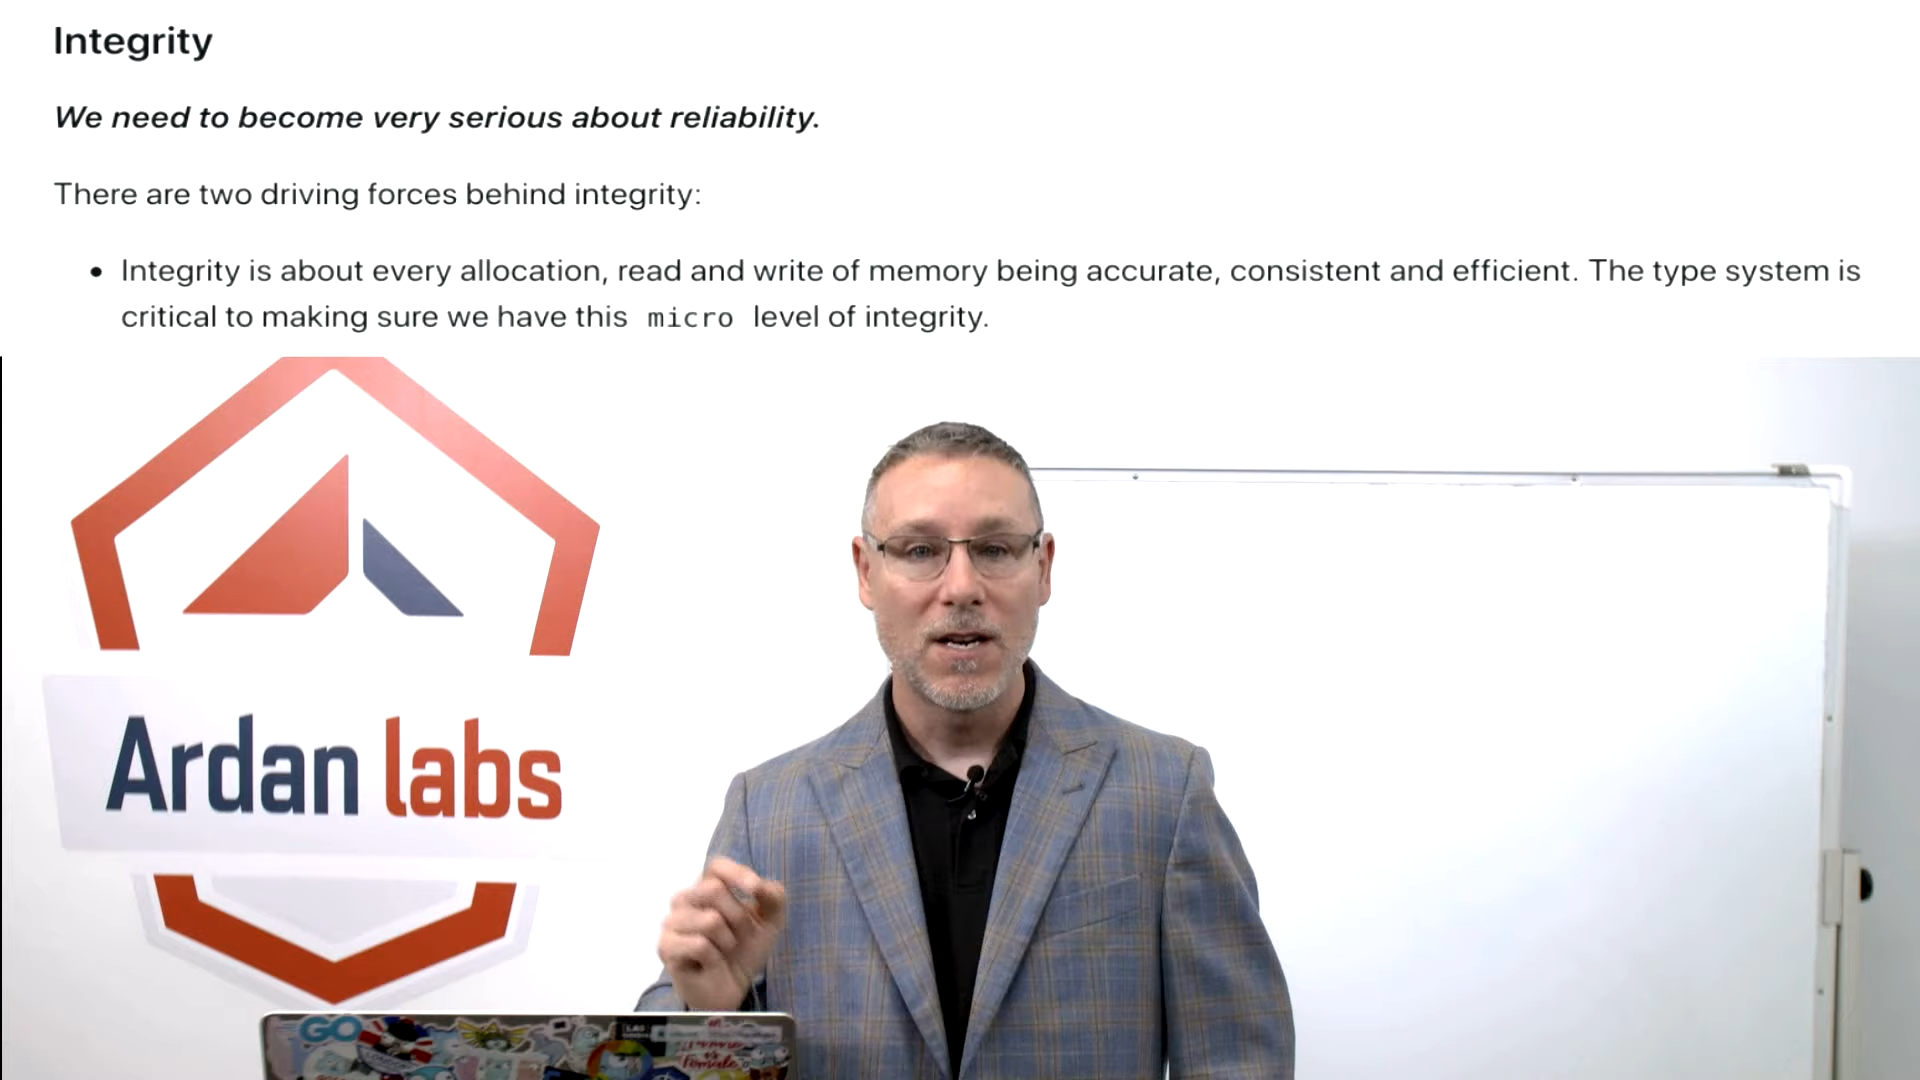 Integrity
We need to become very serious about reliability.
There are two driving forces behind integrity:
• Integrity is about every allocation, read and write of memory being accurate, consistent and efficient. The type system is
critical to making sure we have this micro level of integrity.
Ardan labs
GO
Female